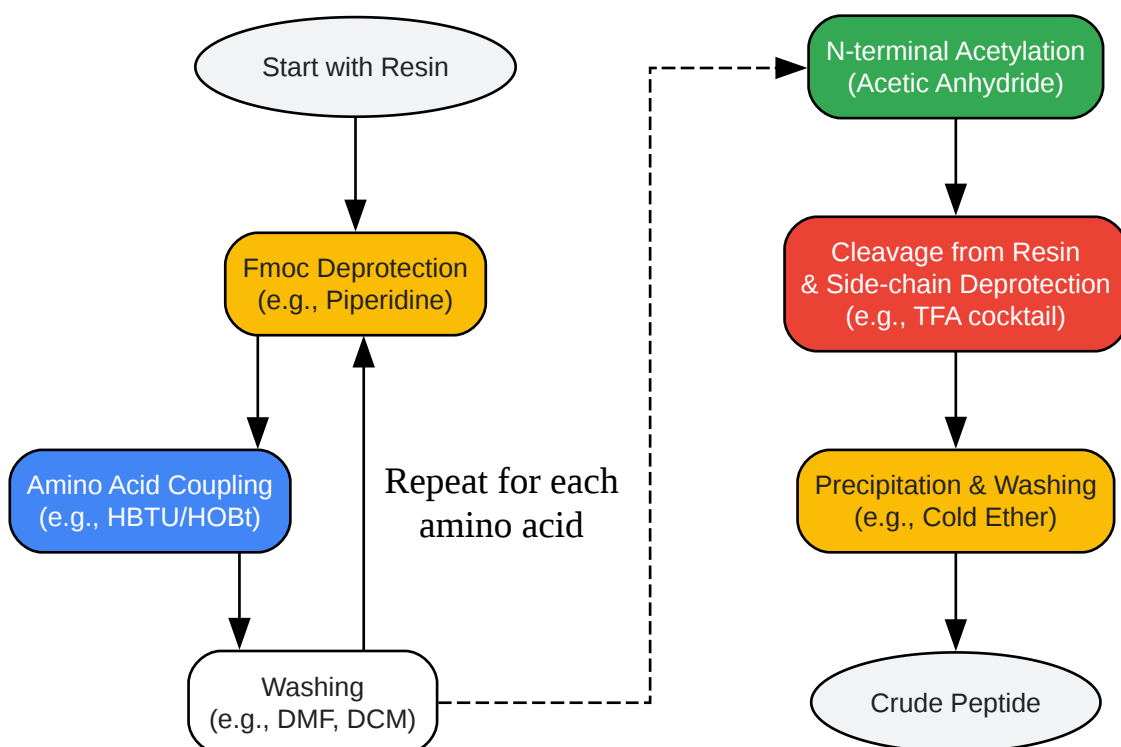 Start with Resin
Fmoc Deprotection
(e.g., Piperidine)
Amino Acid Coupling
(e.g., HBTU/HOBt)
Repeat for each
amino acid
Washing
(e.g., DMF, DCM)
N-terminal Acetylation
(Acetic Anhydride)
Cleavage from Resin
& Side-chain Deprotection
(e.g., TFA cocktail)
Precipitation & Washing
(e.g., Cold Ether)
Crude Peptide